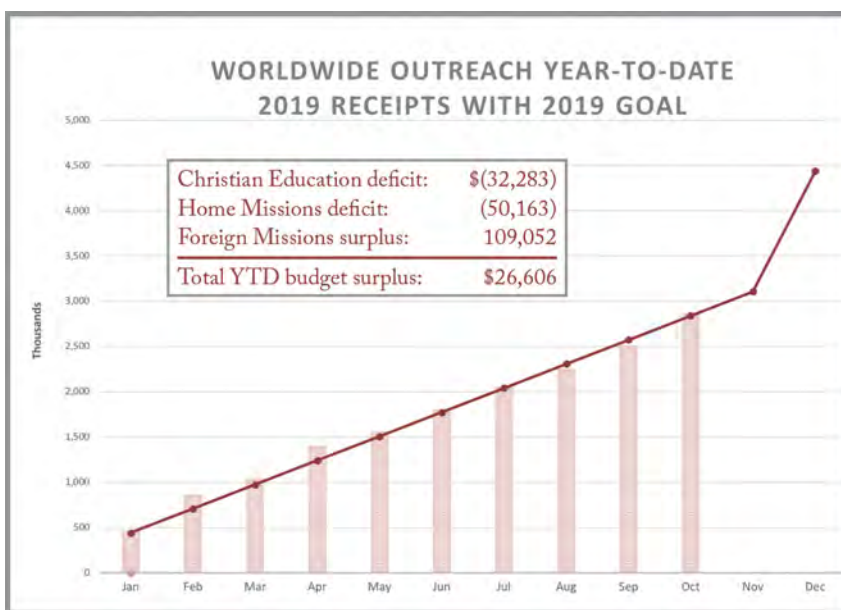 WORLDWIDE OUTREACH YEAR-TO-DATE
2019 RECEIPTS WITH 2019 GOAL
5,000
4,500
4,000
3,500
3,000
2,500
2,000
1,500
1,000
500
0
Thousands
Christian Education deficit: $(32,283)
Home Missions deficit: (50,163)
Foreign Missions surplus: 109,052
Total YTD budget surplus: $26,606
Jan Feb Mar Apr May Jun Jul Aug Sep Oct Nov Dec